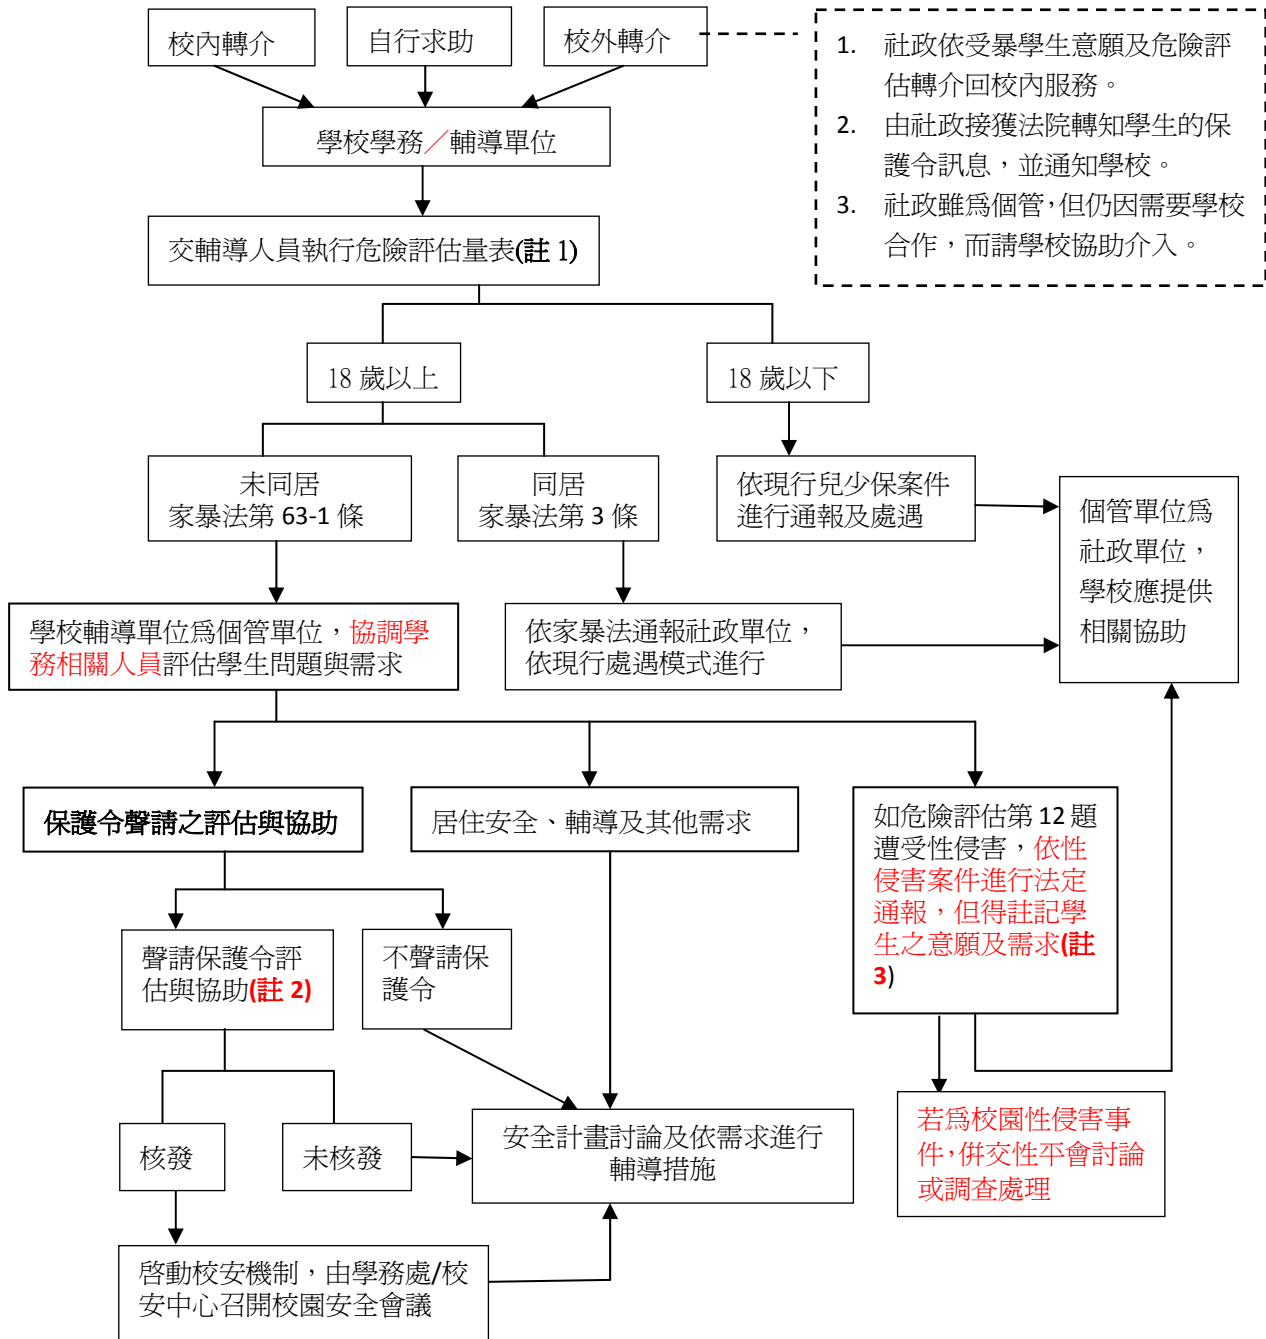 校內轉介
自行求助
校外轉介
1. 社政依受暴學生意願及危險評
估轉介回校內服務。
2. 由社政接獲法院轉知學生的保
護令訊息，並通知學校。
3. 社政雖為個管，但仍因需要學校
合作，而請學校協助介入。
學校學務／輔導單位
交輔導人員執行危險評估量表(註 1)
18 歲以上
18 歲以下
未同居
家暴法第 63-1 條
同居
家暴法第 3 條
依現行兒少保案件
進行通報及處遇
個管單位為
社政單位，
學校應提供
相關協助
學校輔導單位為個管單位，協調學
務相關人員評估學生問題與需求
依家暴法通報社政單位，
依現行處遇模式進行
保護令聲請之評估與協助
居住安全、輔導及其他需求
如危險評估第 12 題
遭受性侵害，依性
侵害案件進行法定
通報，但得註記學
生之意願及需求(註
3)
聲請保護令評
估與協助(註 2)
不聲請保
護令
核發
未核發
安全計畫討論及依需求進行
輔導措施
若為校園性侵害事
件，併交性平會討論
或調查處理
啓動校安機制，由學務處/校
安中心召開校園安全會議